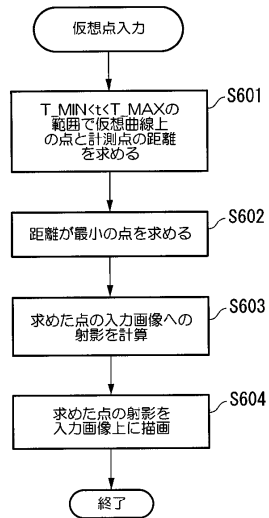 仮想点入力
T_MIN<t<T_MAXの
範囲で仮想曲線上
の点と計測点の距離
を求める
S601
距離が最小の点を求める
S602
求めた点の入力画像への
射影を計算
S603
求めた点の射影を
入力画像上に描画
S604
終了